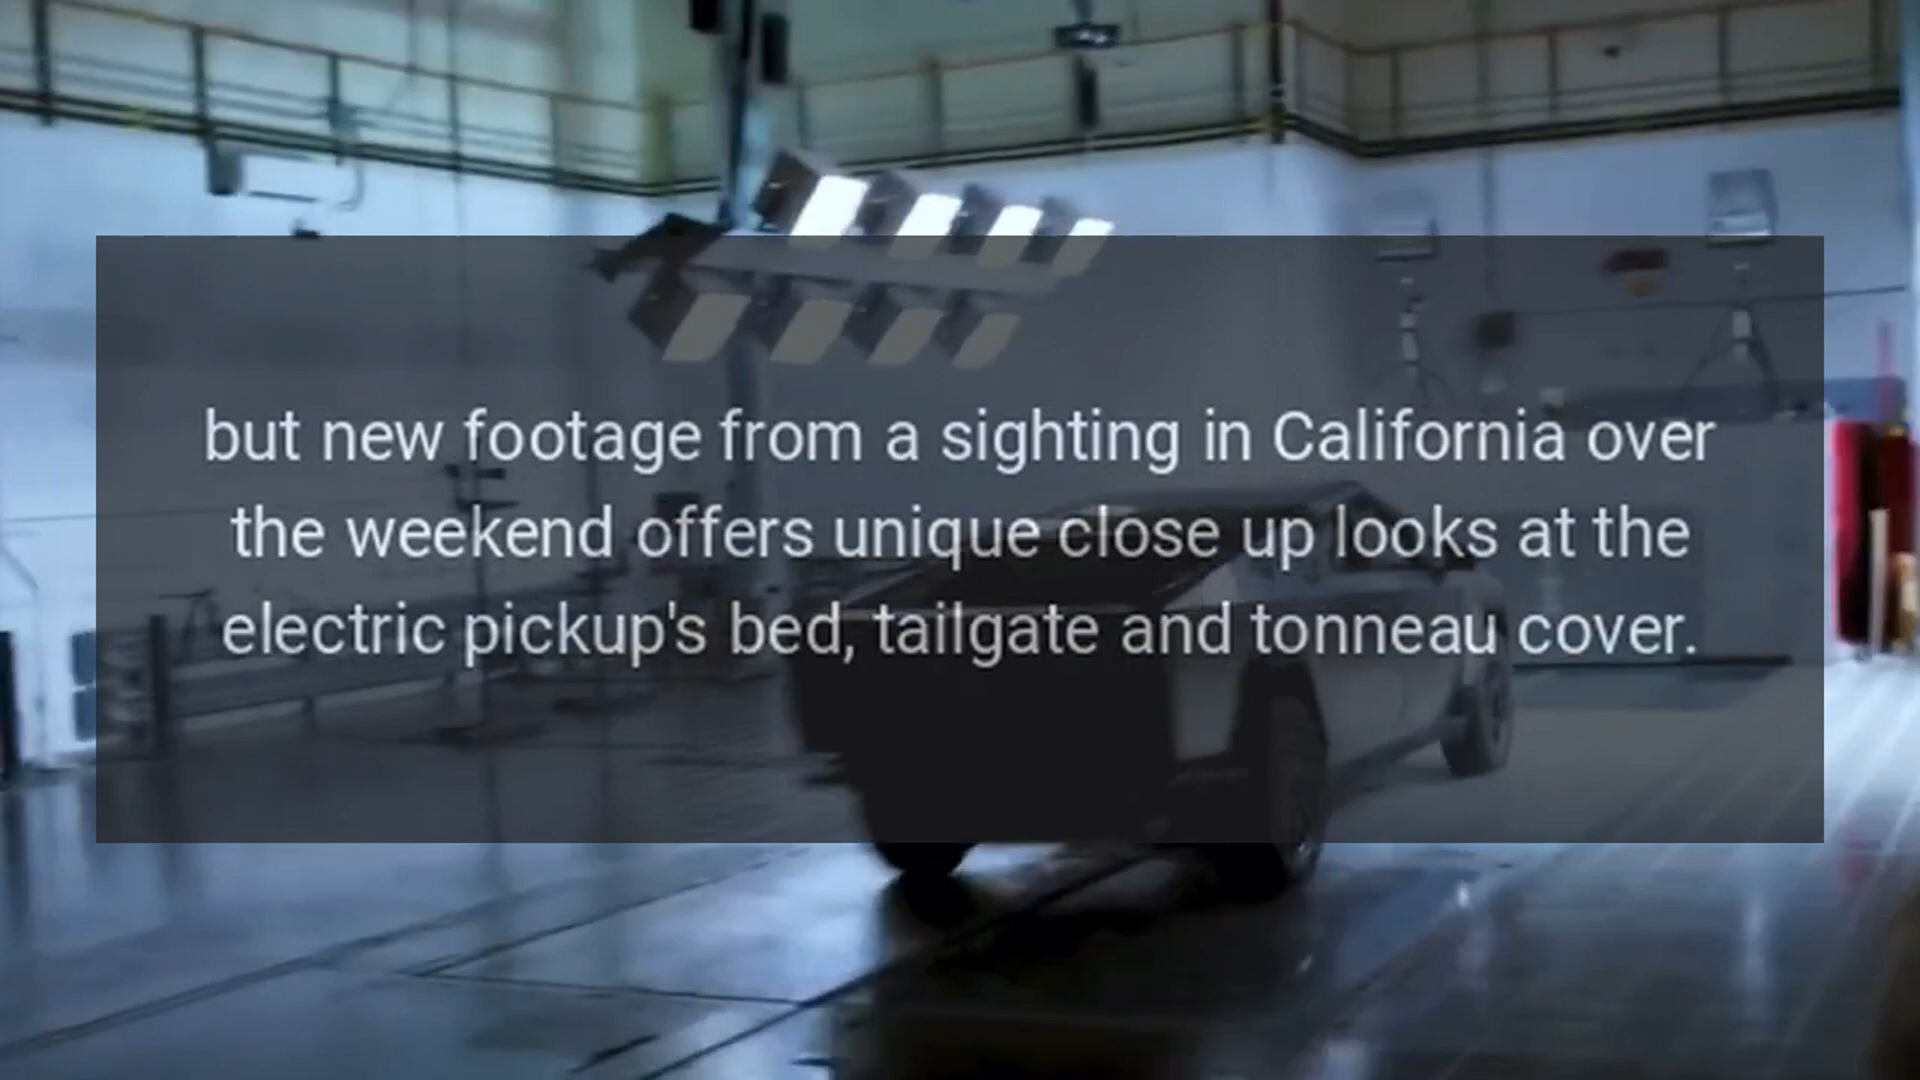 but new footage from a sighting in California over
the weekend offers unique close up looks at the
electric pickup's bed, tailgate and tonneau cover.